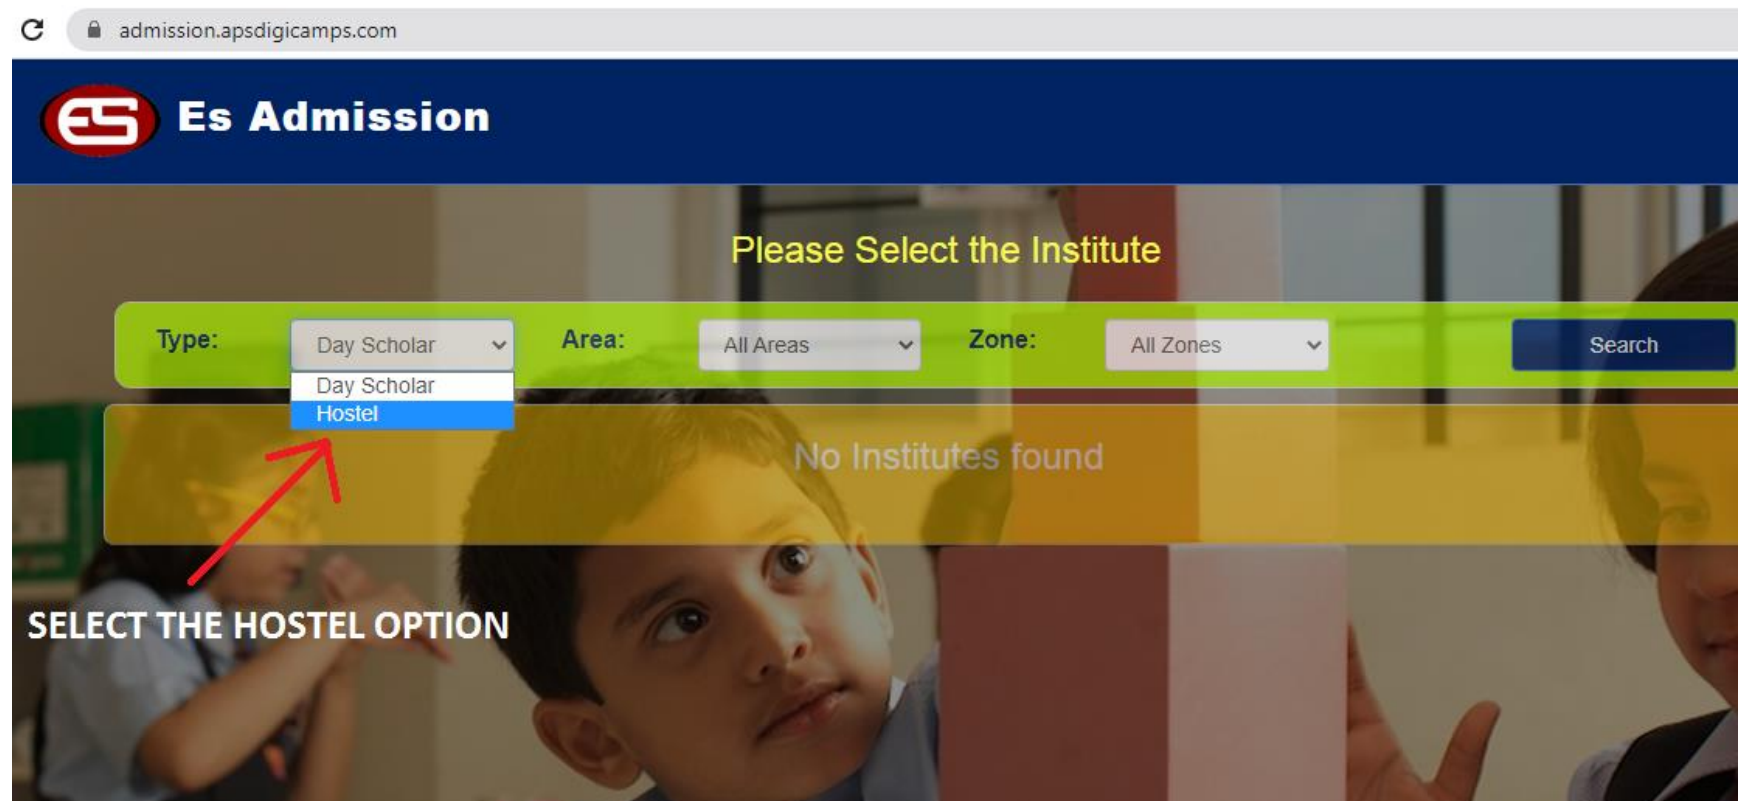 admission.apsdigicamps.com
ES Es Admission
Please Select the Institute
Type: Day Scholar Area: All Areas Zone: All Zones Search
Day Scholar
Hostel
No Institutes found
SELECT THE HOSTEL OPTION